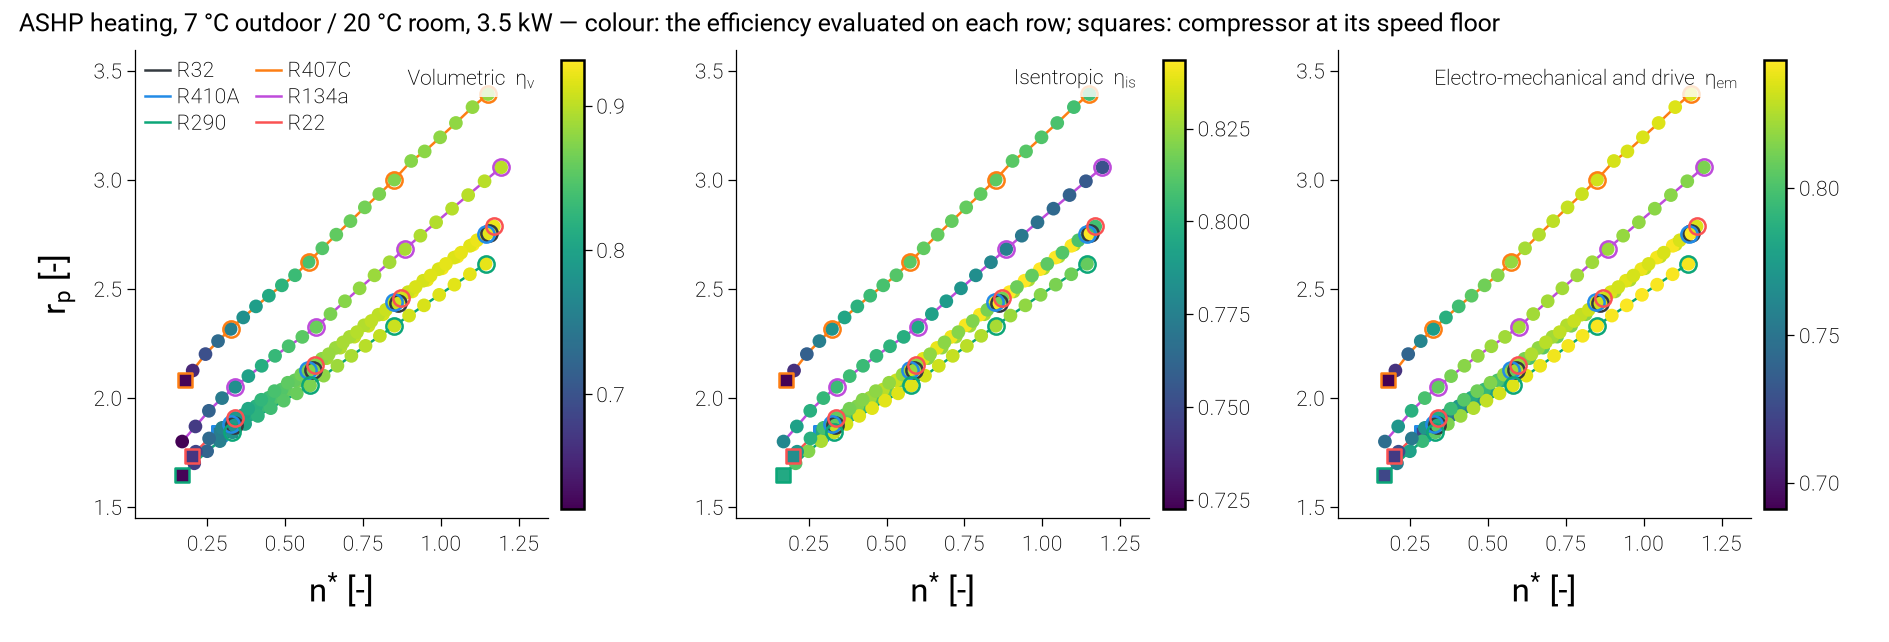 ASHP heating, 7 °C outdoor / 20 °C room, 3.5 kW — colour: the efficiency evaluated on each row; squares: compressor at its speed floor
R32
R410A
R290
R407C
R134a
R22
Volumetric ηv
3.5
3.0
2.5
2.0
1.5
rp [-]
0.25 0.50 0.75 1.00 1.25
n* [-]
0.9
0.8
0.7
Isentropic ηis
3.5
3.0
2.5
2.0
1.5
0.25 0.50 0.75 1.00 1.25
n* [-]
0.825
0.800
0.775
0.750
0.725
Electro-mechanical and drive ηem
3.5
3.0
2.5
2.0
1.5
0.25 0.50 0.75 1.00 1.25
n* [-]
0.80
0.75
0.70